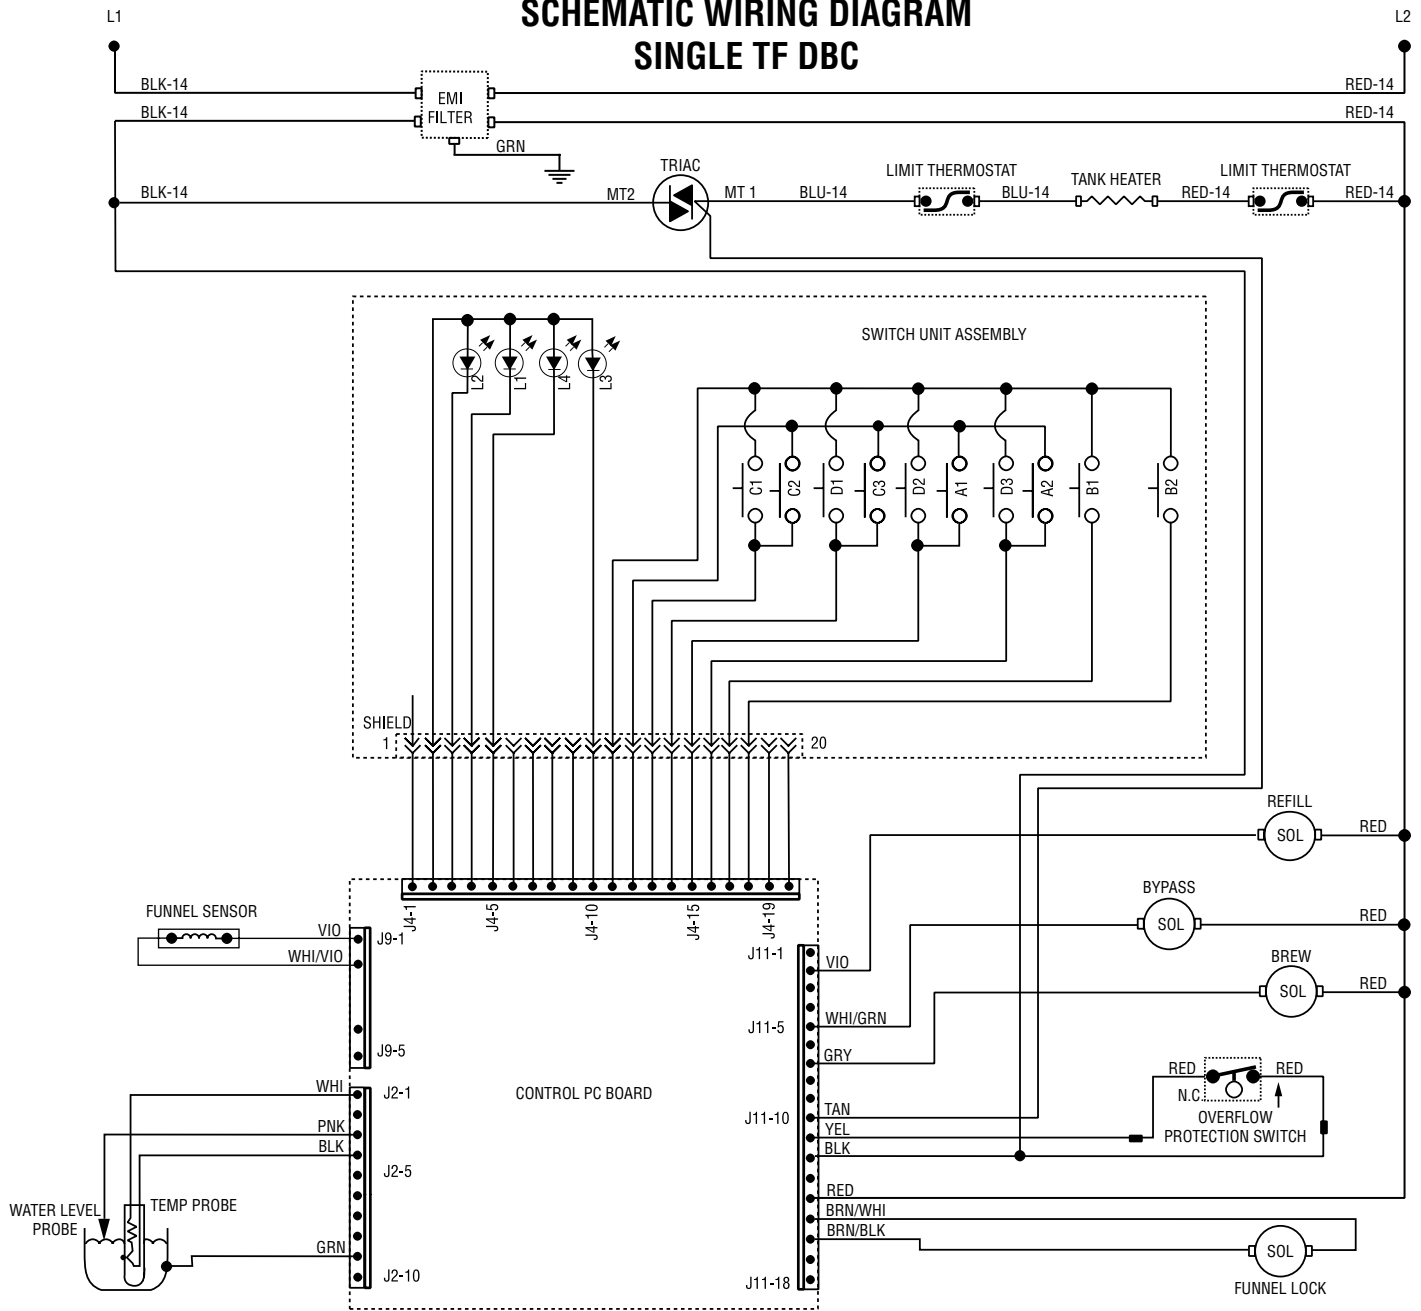 SCHEMATIC WIRING DIAGRAM
SINGLE TF DBC
L1
L2
BLK-14
RED-14
BLK-14
RED-14
EMI
FILTER
GRN
BLK-14
MT2
TRIAC
MT 1
BLU-14
LIMIT THERMOSTAT
BLU-14
TANK HEATER
RED-14
LIMIT THERMOSTAT
RED-14
SWITCH UNIT ASSEMBLY
L2
L1
L4
L3
C1
C2
D1
C3
D2
A1
D3
A2
B1
B2
SHIELD
1
20
REFILL
SOL
RED
BYPASS
SOL
RED
BREW
SOL
RED
J4-1
J4-5
J4-10
J4-15
J4-19
FUNNEL SENSOR
VIO
J9-1
WHI/VIO
J9-5
J11-1
VIO
J11-5
WHI/GRN
GRY
WHI
J2-1
CONTROL PC BOARD
PNK
BLK
J2-5
J11-10
TAN
YEL
BLK
RED
RED
N.C.
OVERFLOW
PROTECTION SWITCH
WATER LEVEL
PROBE
TEMP PROBE
GRN
J2-10
RED
BRN/WHI
BRN/BLK
J11-18
SOL
FUNNEL LOCK